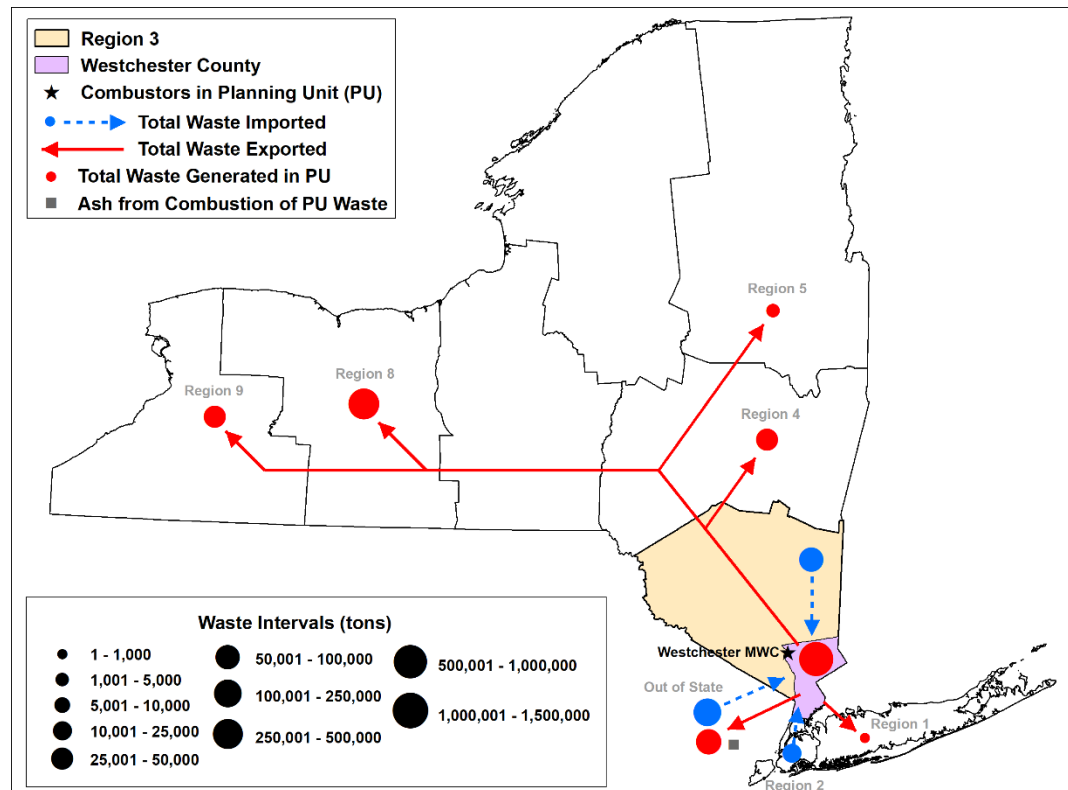 Region 3
Westchester County
Combustors in Planning Unit (PU)
Total Waste Imported
Total Waste Exported
Total Waste Generated in PU
Ash from Combustion of PU Waste
Region 5
Region 8
Region 9
Region 4
Westchester MWC
Out of State
Region 1
Region 2
Waste Intervals (tons)
1 - 1,000
1,001 - 5,000
5,001 - 10,000
10,001 - 25,000
25,001 - 50,000
50,001 - 100,000
100,001 - 250,000
250,001 - 500,000
500,001 - 1,000,000
1,000,001 - 1,500,000